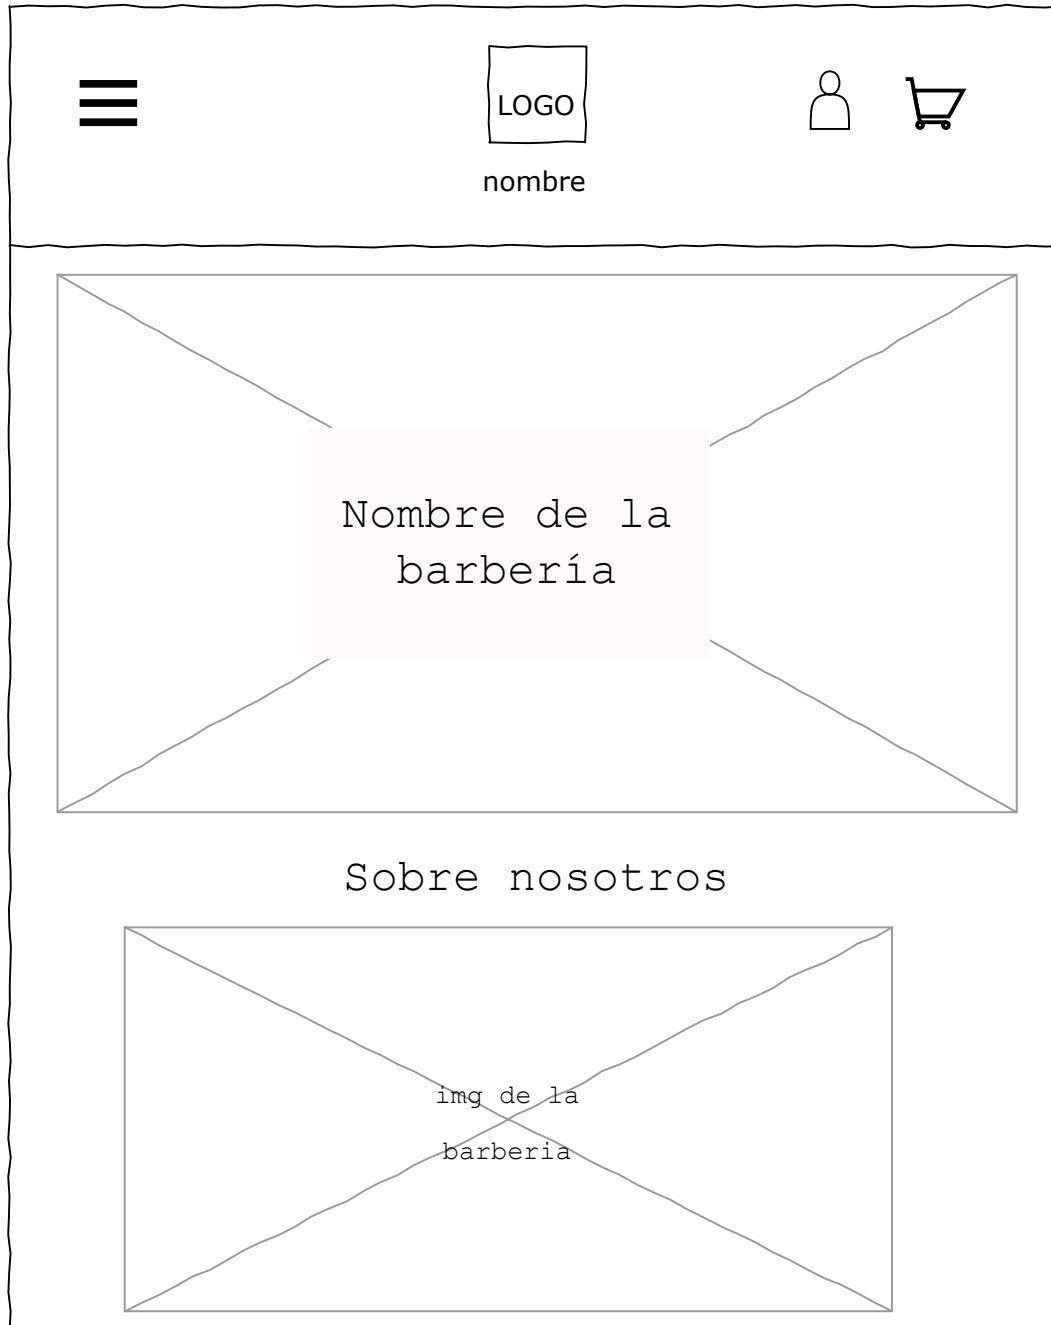 LOGO
nombre
Nombre de la
barbería
Sobre nosotros
img de la
barberia